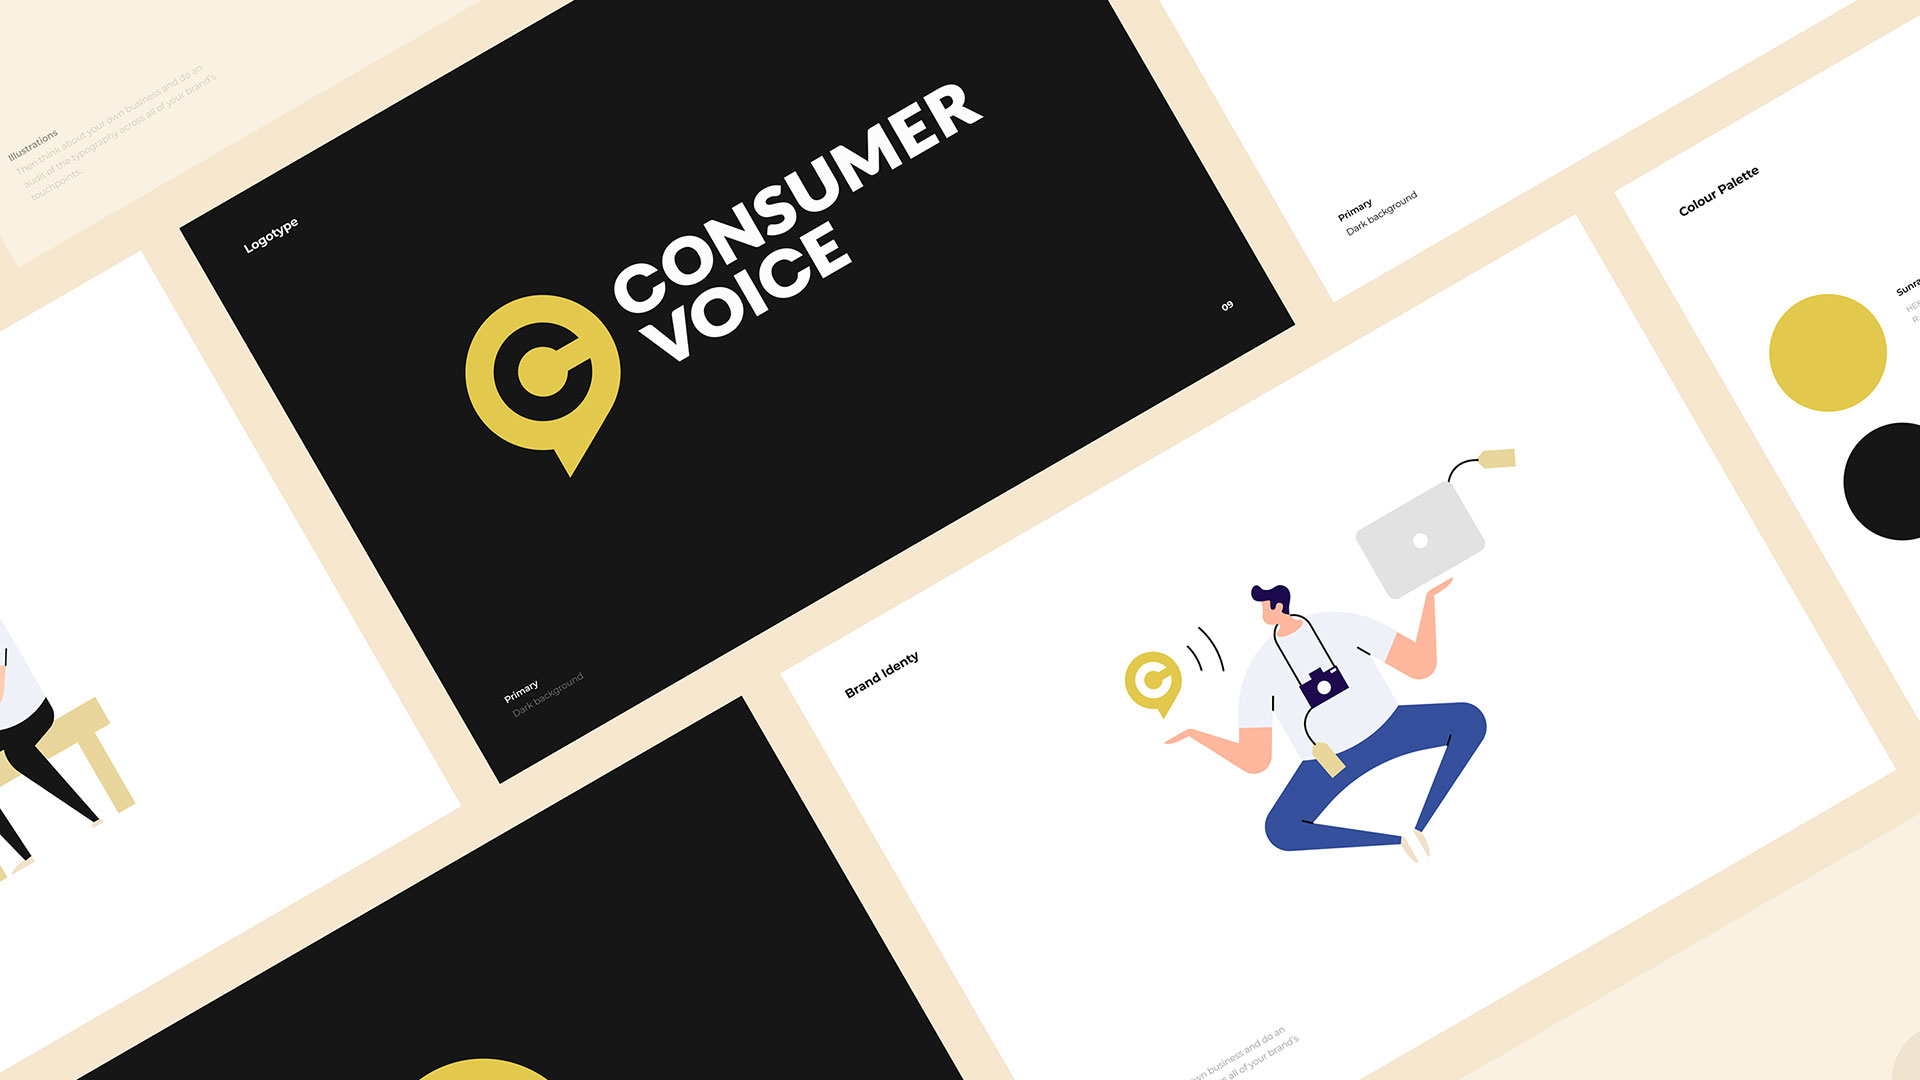 Illustrations
Then think about your own business and do an
audit of the typography across all of your brand's
touchpoints.
Logotype
CONSUMER
VOICE
09
Primary
Dark background
Primary
Dark background
Colour Palette
Brand Identy
own business and do an
all of your brand's